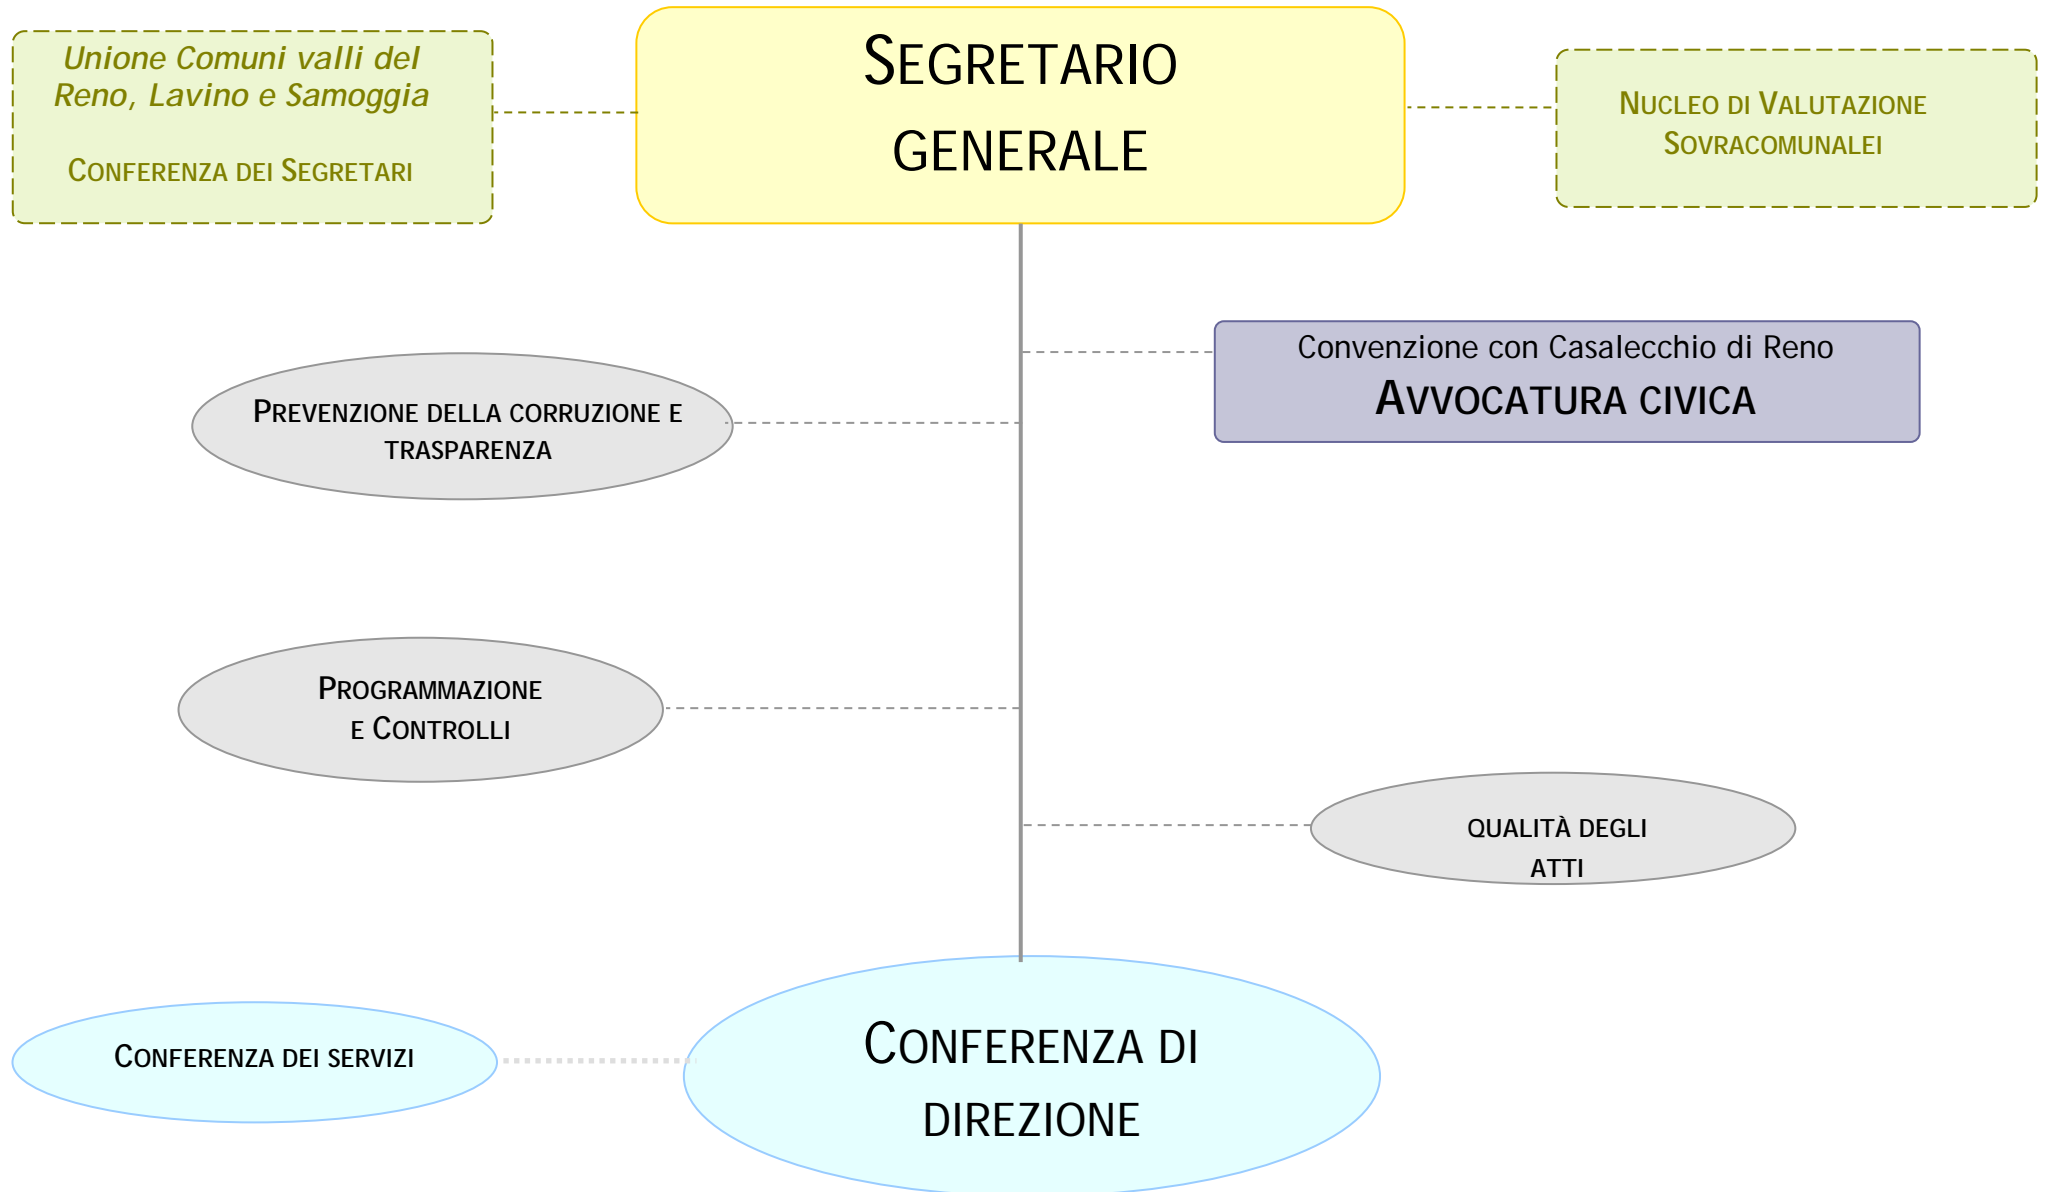 Unione Comuni valli del
Reno, Lavino e Samoggia
CONFERENZA DEI SEGRETARI
SEGRETARIO
GENERALE
NUCLEO DI VALUTAZIONE
SOVRACOMUNALEI
Convenzione con Casalecchio di Reno
AVVOCATURA CIVICA
PREVENZIONE DELLA CORRUZIONE E
TRASPARENZA
PROGRAMMAZIONE
E CONTROLLI
QUALITÀ DEGLI
ATTI
CONFERENZA DEI SERVIZI
CONFERENZA DI
DIREZIONE